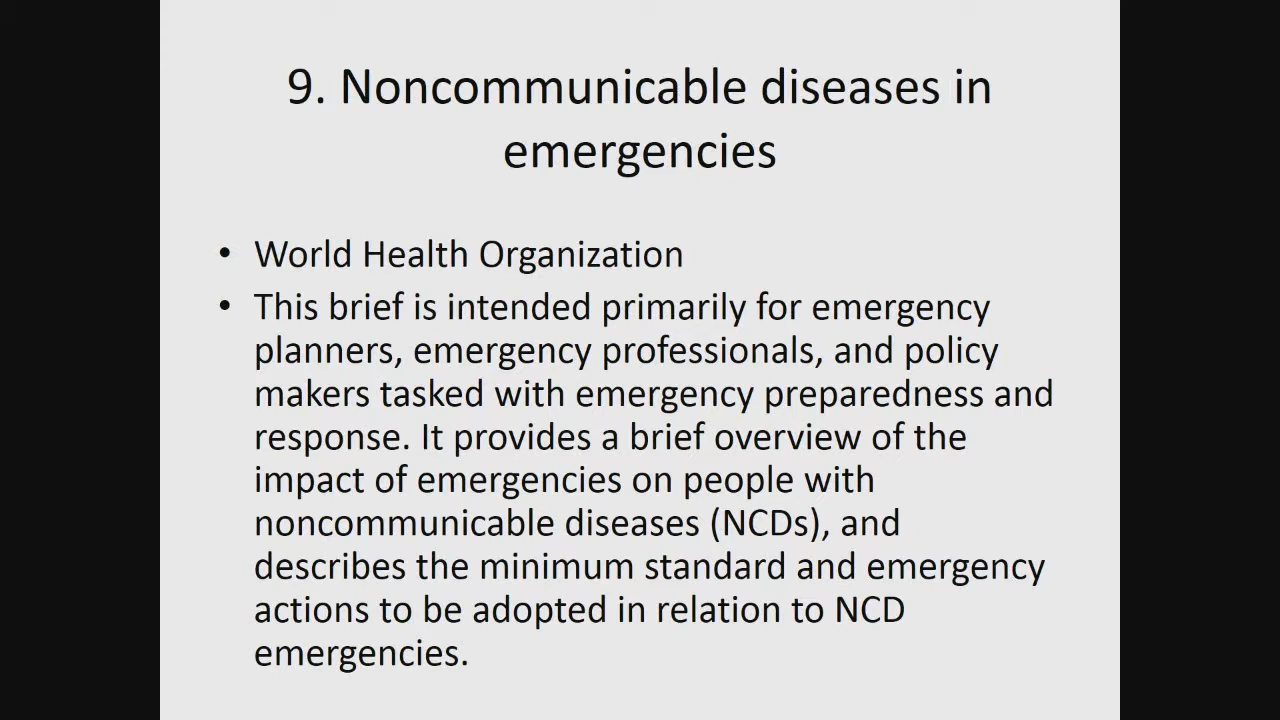 9. Noncommunicable diseases in
emergencies
• World Health Organization
• This brief is intended primarily for emergency
planners, emergency professionals, and policy
makers tasked with emergency preparedness and
response. It provides a brief overview of the
impact of emergencies on people with
noncommunicable diseases (NCDs), and
describes the minimum standard and emergency
actions to be adopted in relation to NCD
emergencies.